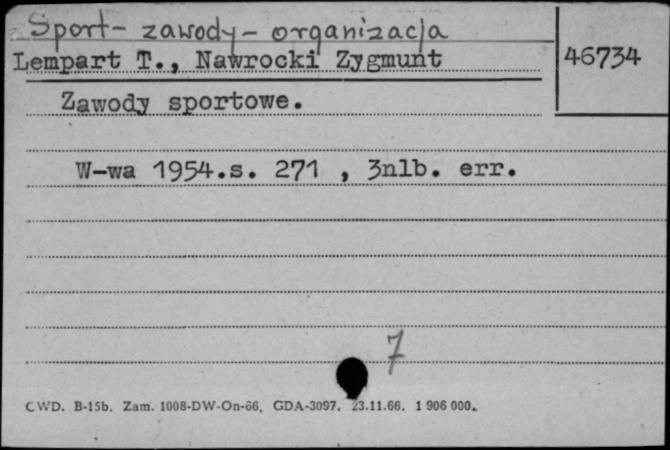 Sport- zawody- organizacja
Lempart T., Nawrocki Zygmunt
46734
Zawody sportowe.
W-wa 1954.s. 271 , 3nlb. err.
7
CWD. B-15b. Zam. 1008-DW-On-66. GDA-3097. 23.11.66. 1 906 000.